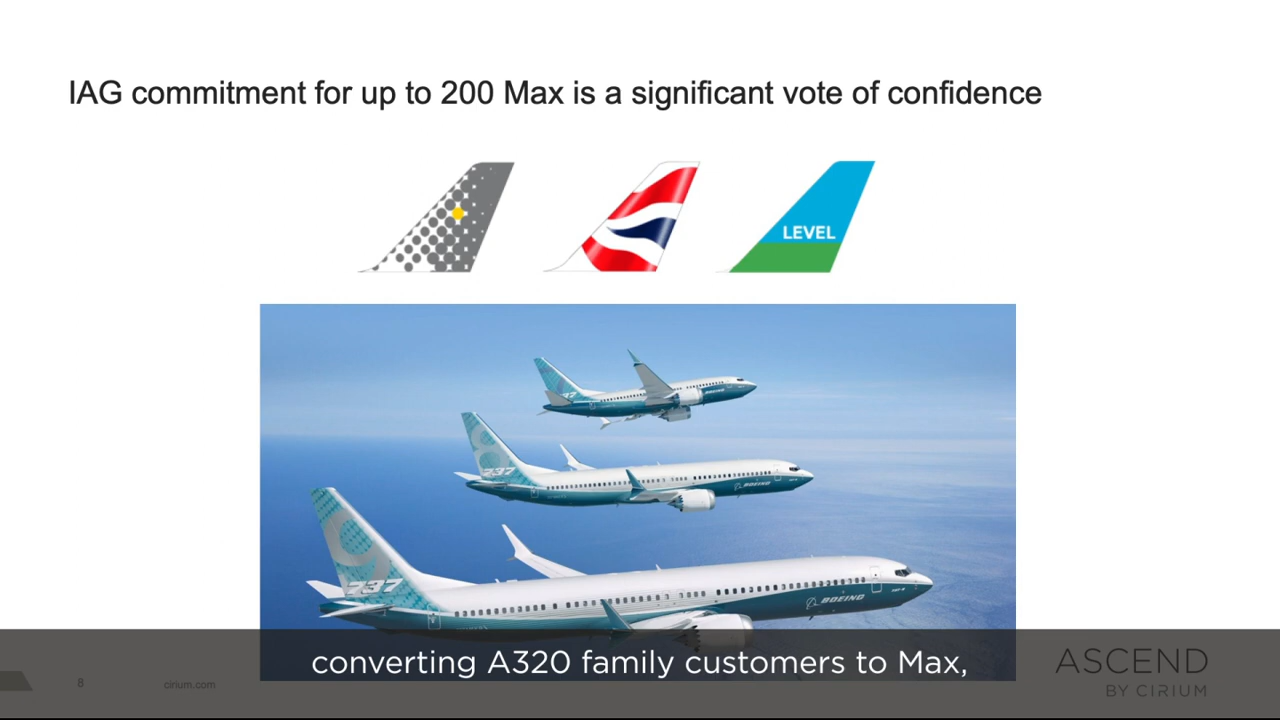 IAG commitment for up to 200 Max is a significant vote of confidence
LEVEL
737
737
BOEING
BOEING
BOEING
converting A320 family customers to Max,
8
cirium.com
ASCEND
BY CIRIUM